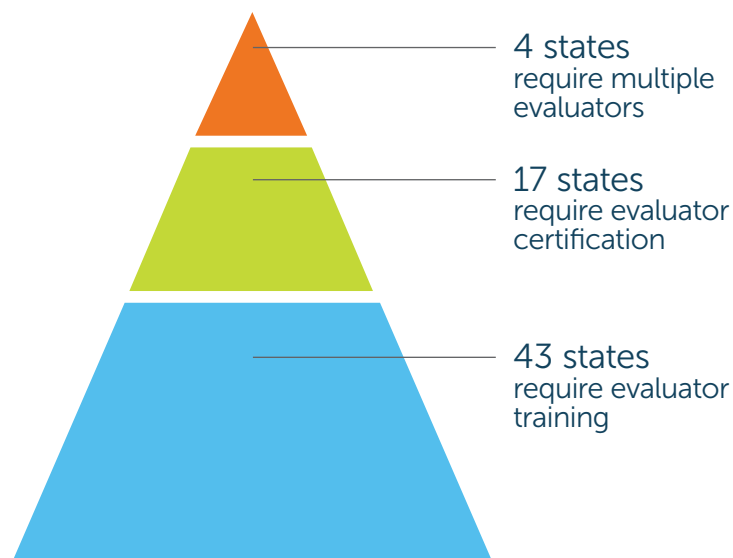 4 states
require multiple
evaluators
17 states
require evaluator
certification
43 states
require evaluator
training